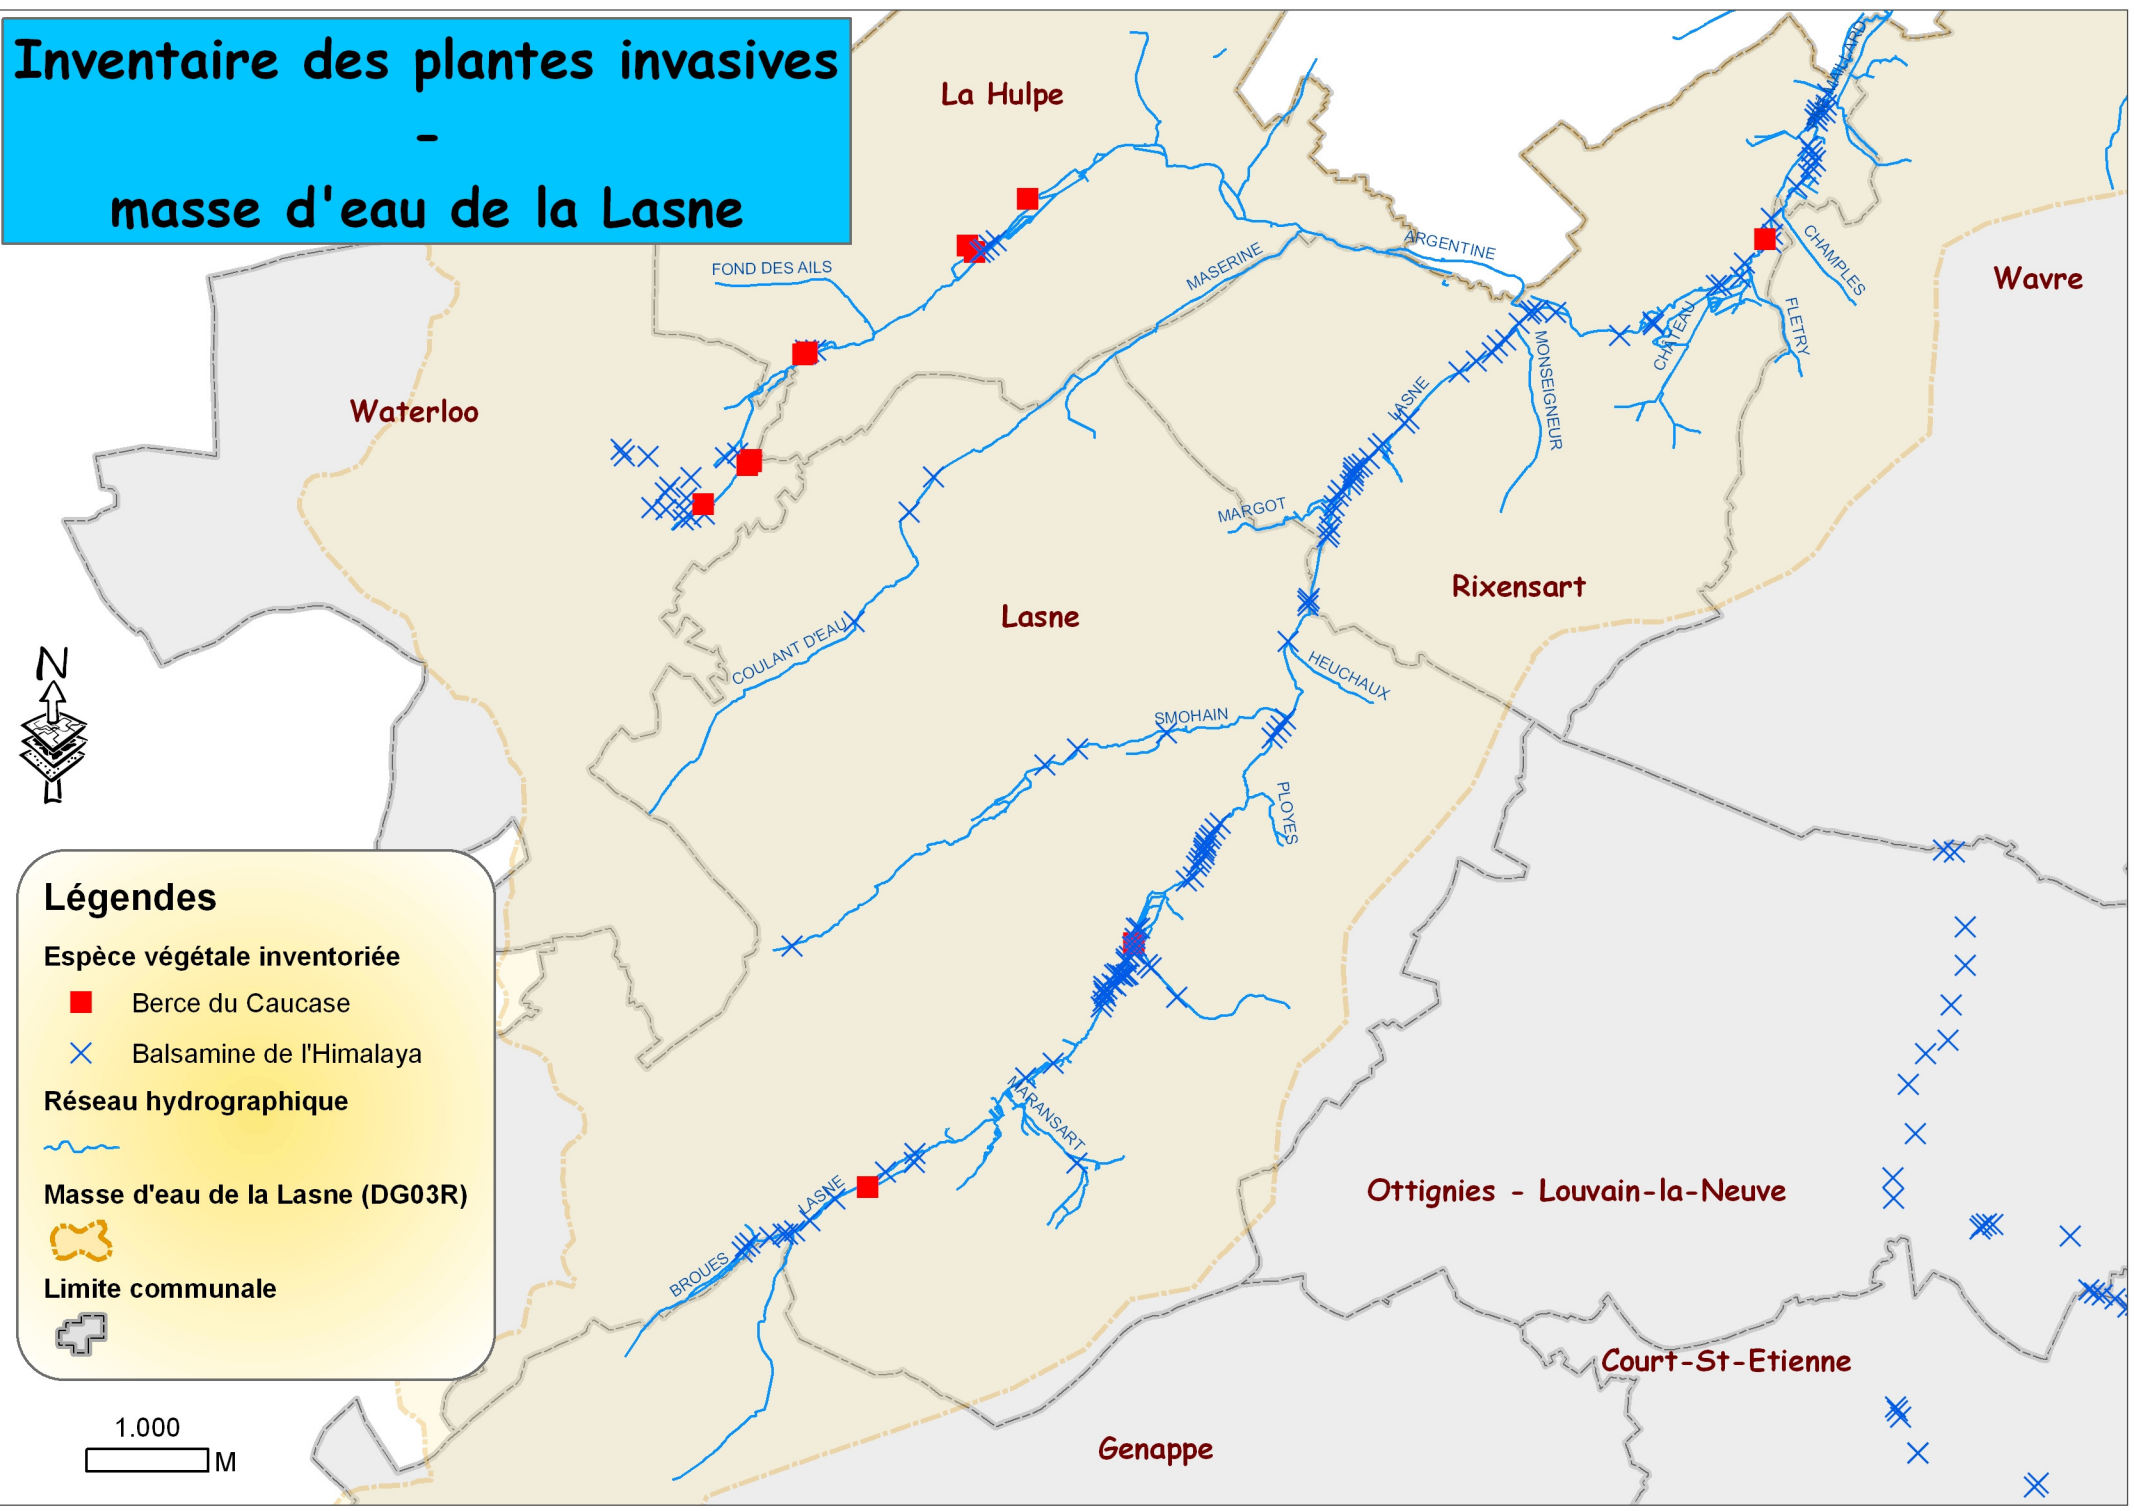 Inventaire des plantes invasives
-
masse d'eau de la Lasne
La Hulpe
MAILLARD
FOND DES AILS
MASERINE
ARGENTINE
CHAMPLES
Wavre
CHATEAU
FLETRY
Waterloo
LASNE
MONSEIGNEUR
MARGOT
Rixensart
Lasne
COULANT D'EAU
HEUCHAUX
SMOHAIN
PLOYES
N
Légendes
Espèce végétale inventoriée
Berce du Caucase
Balsamine de l'Himalaya
Réseau hydrographique
Masse d'eau de la Lasne (DG03R)
Limite communale
MARANSART
LASNE
BROUES
Ottignies - Louvain-la-Neuve
Court-St-Etienne
Genappe
1.000
M